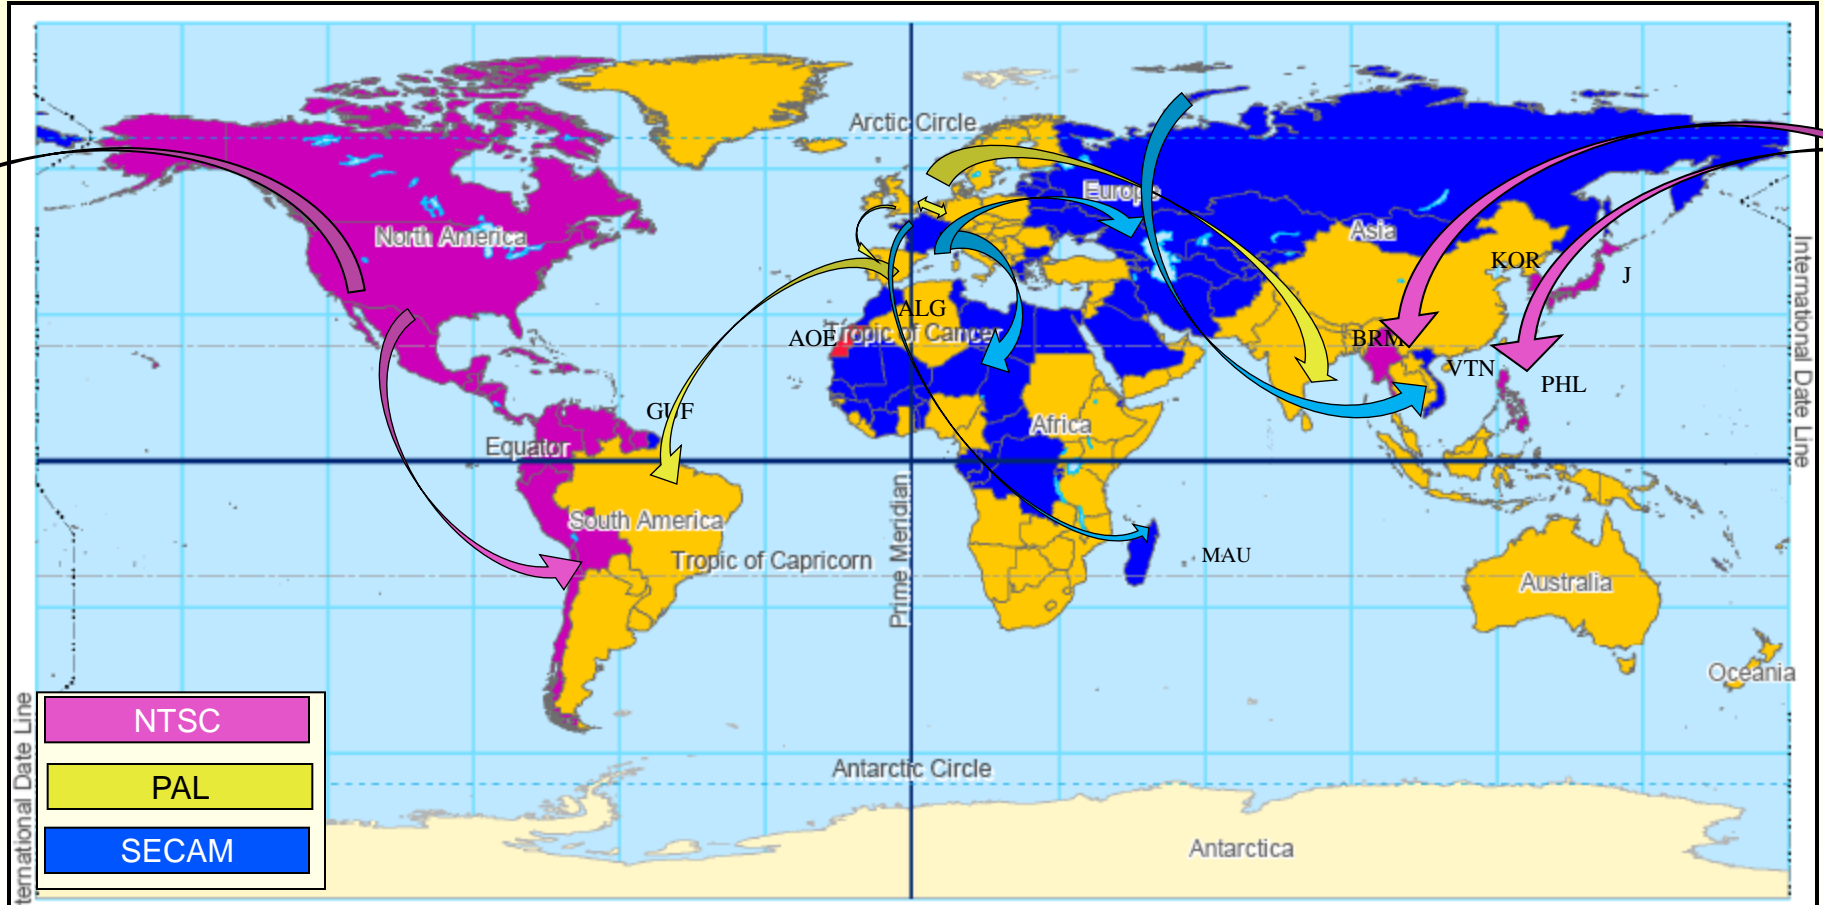 Arctic Circle
Europe
North America
Asia
KOR
J
International Date Line
ALG
AOE
Tropic of Cancer
BRM
VTN
PHL
GUF
Africa
Equator
South America
Prime Meridian
Tropic of Capricorn
MAU
Australia
Oceania
International Date Line
NTSC
PAL
SECAM
Antarctic Circle
Antarctica